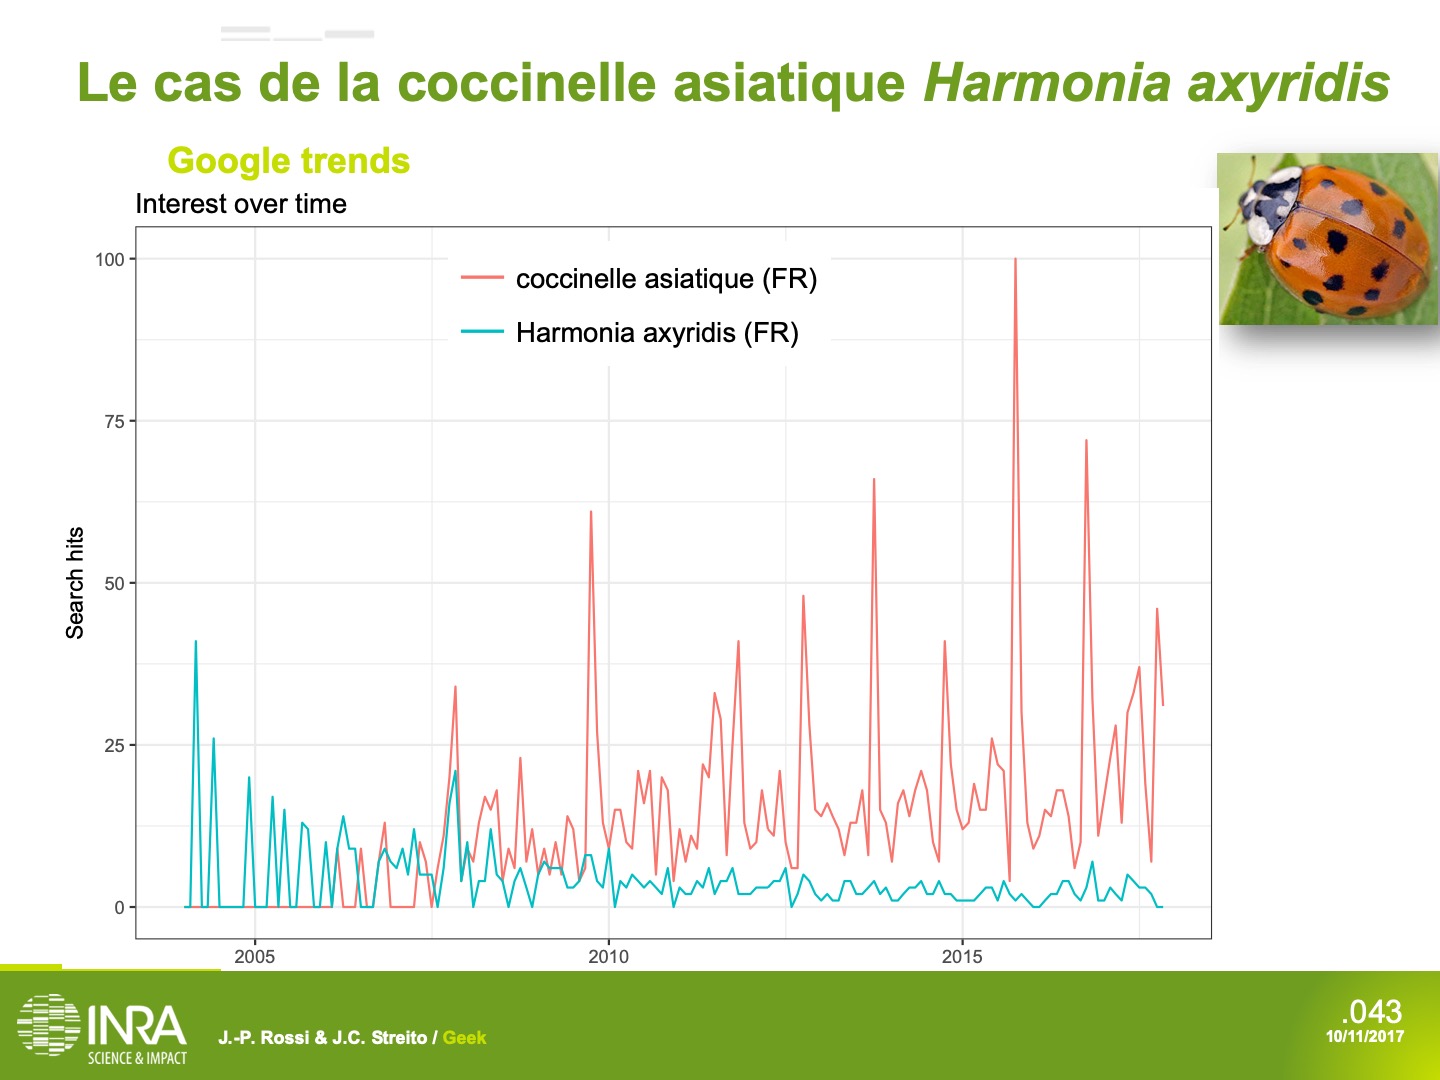 Le cas de la coccinelle asiatique Harmonia axyridis
Google trends
Interest over time
coccinelle asiatique (FR)
Harmonia axyridis (FR)
100
75
50
25
0
Search hits
2005
2010
2015
INRA
SCIENCE & IMPACT
J.-P. Rossi & J.C. Streito / Geek
.043
10/11/2017